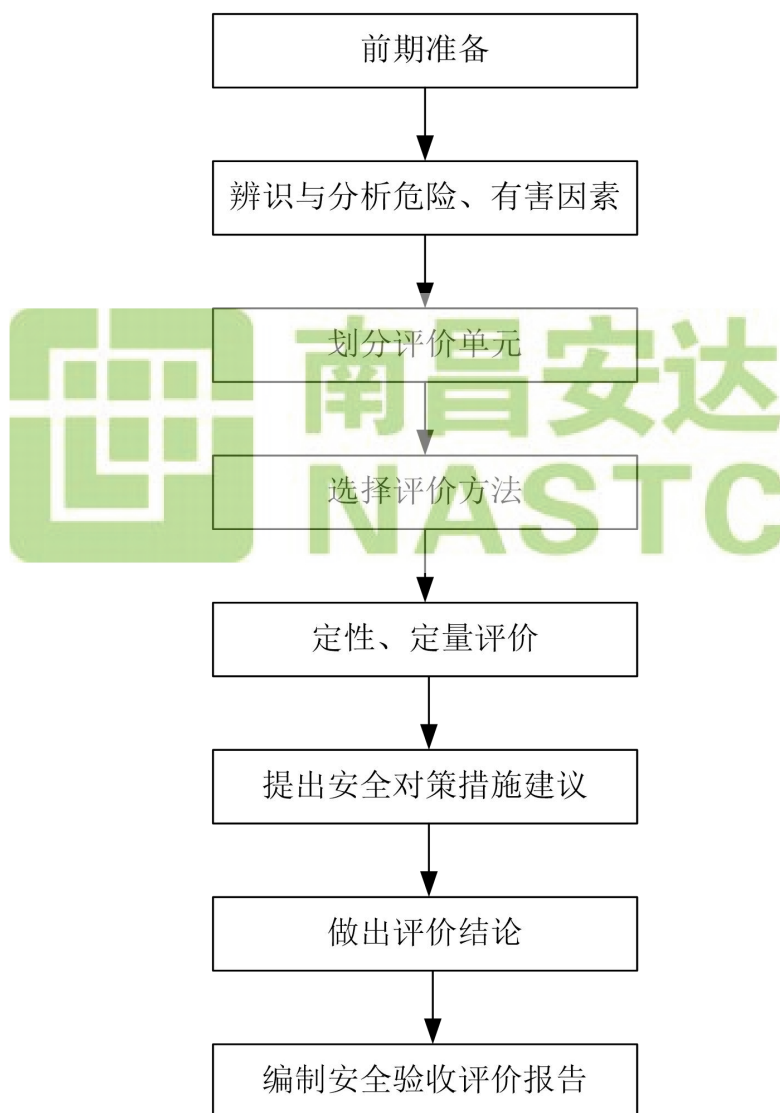 前期准备
辨识与分析危险、有害因素
划分评价单元
南昌安达
选择评价方法
NASTC
定性、定量评价
提出安全对策措施建议
做出评价结论
编制安全验收评价报告